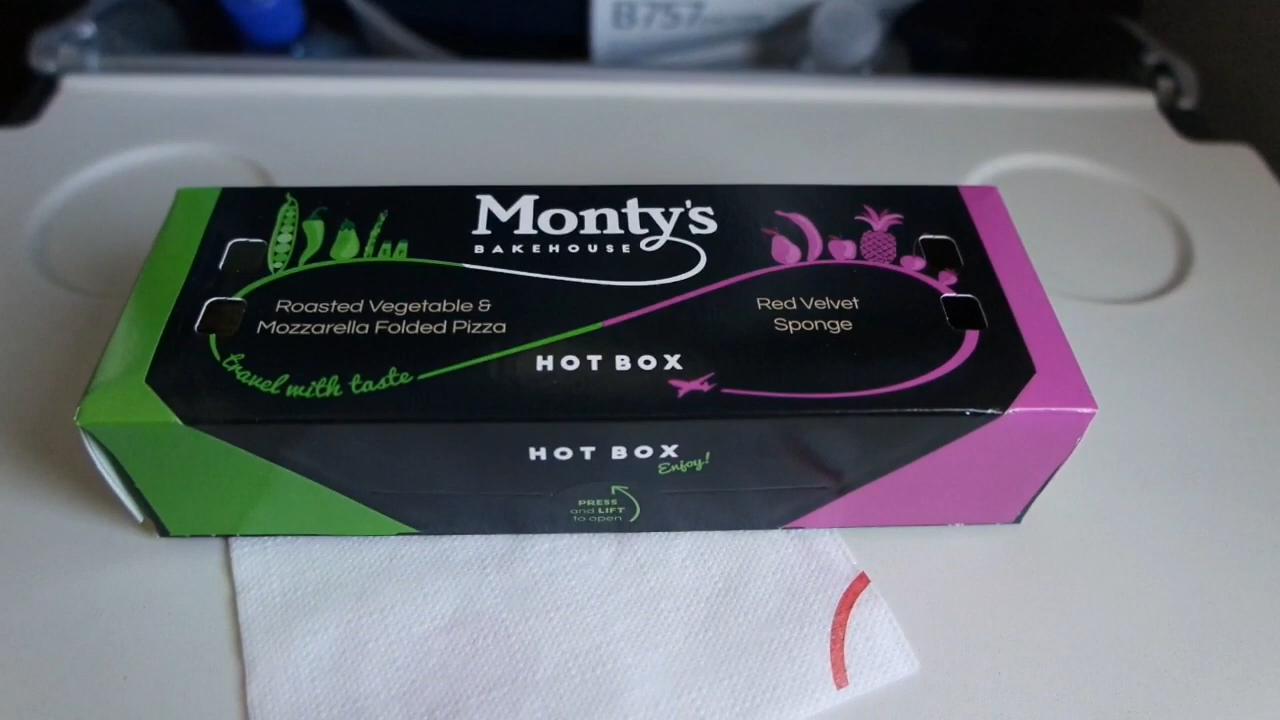 B757
Monty's
BAKEHOUSE
Roasted Vegetable &
Mozzarella Folded Pizza
Red Velvet
Sponge
HOT BOX
travel with taste
HOT BOX
Enjoy!
PRESS
and LIFT
to open